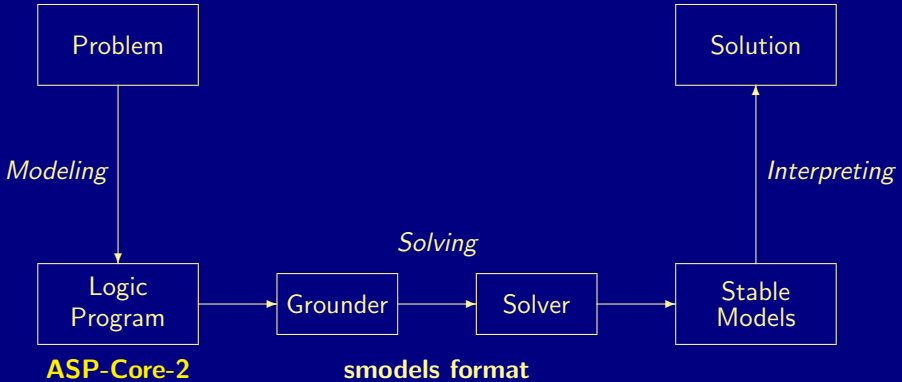 Problem
Solution
Modeling
Interpreting
Solving
Logic
Program
Grounder
Solver
Stable
Models
ASP-Core-2
smodels format